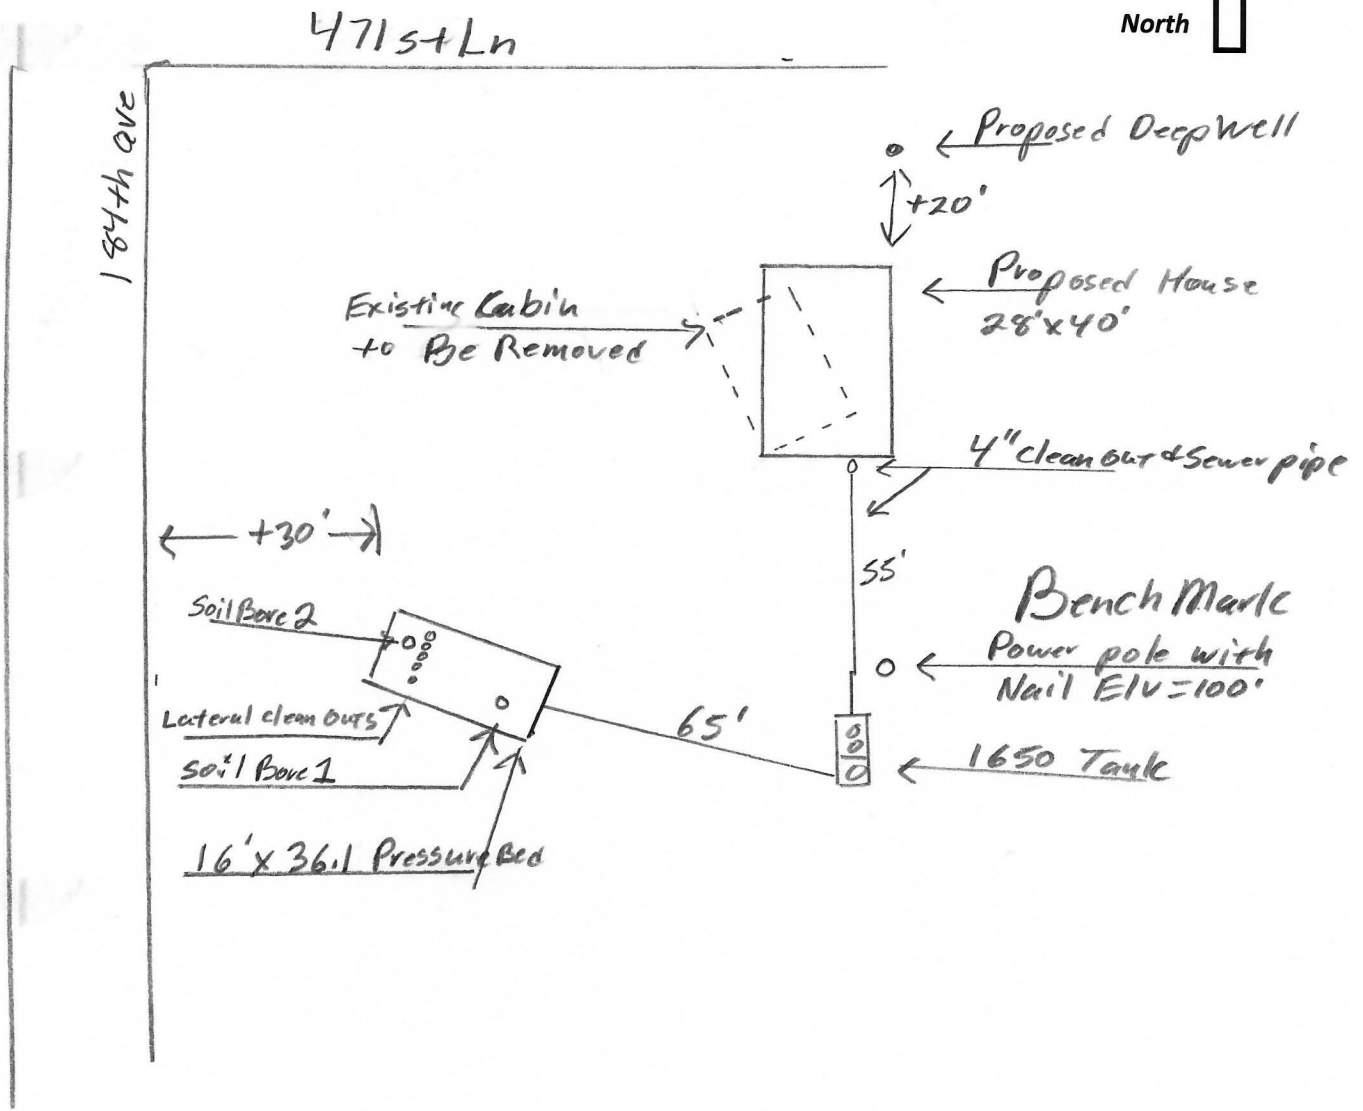 North
471st Ln
184th ave
Proposed Deep Well
+20'
Proposed House
28'x40'
Existing Cabin
to Be Removed
4" clean out & Sewer pipe
+30'
55'
Bench Mark
Power pole with
Nail Elv=100'
Soil Bore 2
Lateral clean outs
65'
1650 Tank
Soil Bore 1
16'x36.1 Pressure Bed